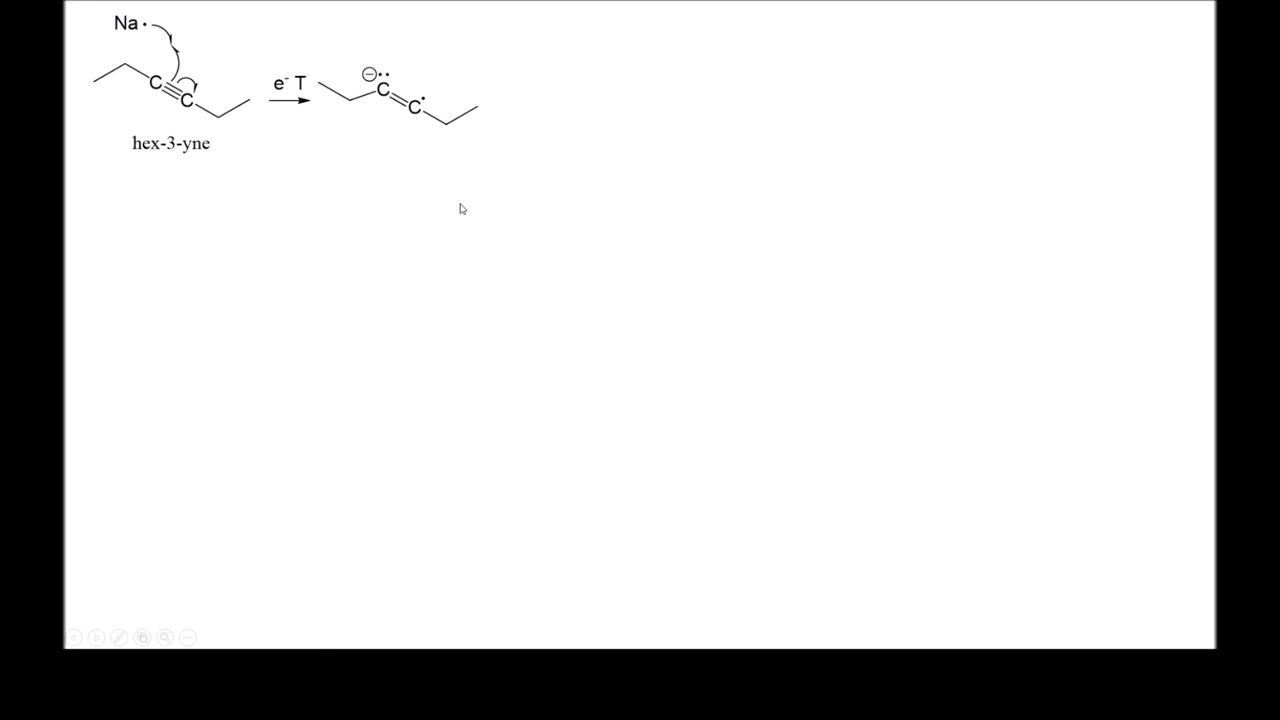 Na·
C C
e⁻ T
⊖··
C C·
hex-3-yne